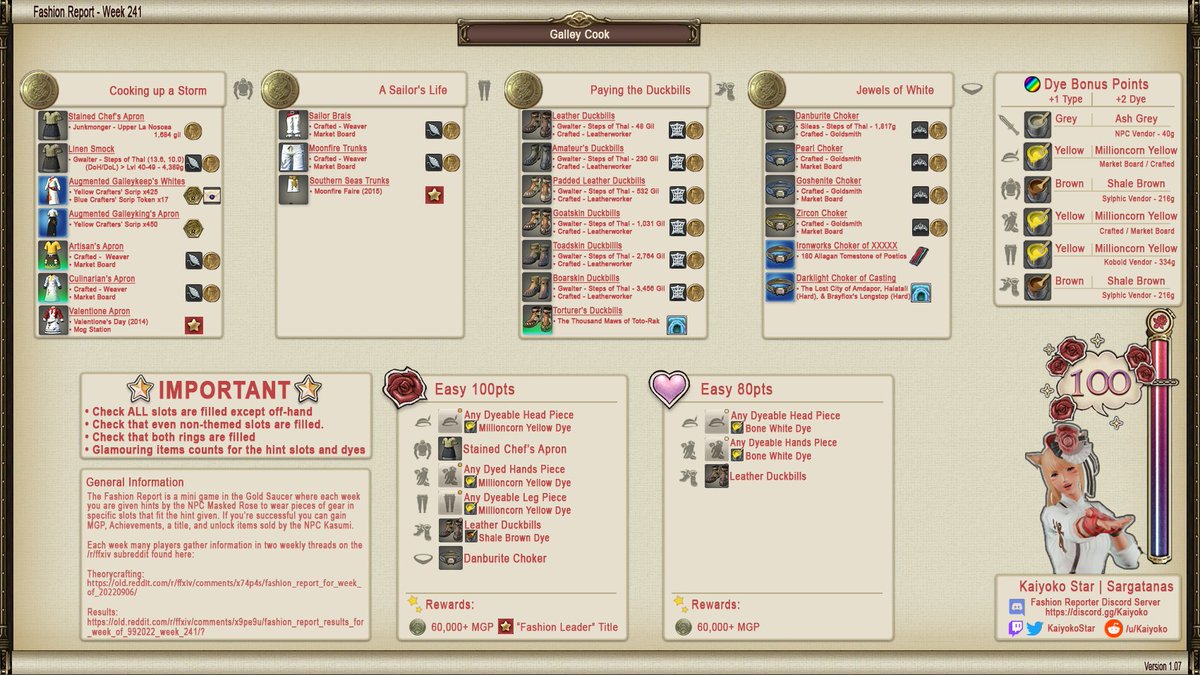 Fashion Report - Week 241
Galley Cook
Cooking up a Storm
Stained Chef's Apron
• Junkmonger - Upper La Noscea
1,684 gil
Linen Smock
• Gwalter - Steps of Thal (13.6, 10.0)
(DoH/DoL) > Lvl 40-49 - 4,389g
Augmented Galleykeep's Whites
• Yellow Crafters' Scrip x425
• Blue Crafters' Scrip Token x17
Augmented Galleyking's Apron
• Yellow Crafters' Scrip x450
Artisan's Apron
• Crafted - Weaver
• Market Board
Culinarian's Apron
• Crafted - Weaver
• Market Board
Valentione Apron
• Valentione's Day (2014)
• Mog Station
A Sailor's Life
Sailor Brais
• Crafted - Weaver
• Market Board
Moonfire Trunks
• Crafted - Weaver
• Market Board
Southern Seas Trunks
• Moonfire Faire (2015)
Paying the Duckbills
Leather Duckbills
• Gwalter - Steps of Thal - 48 Gil
• Crafted - Leatherworker
Amateur's Duckbills
• Gwalter - Steps of Thal - 230 Gil
• Crafted - Leatherworker
Padded Leather Duckbills
• Gwalter - Steps of Thal - 532 Gil
• Crafted - Leatherworker
Goatskin Duckbills
• Gwalter - Steps of Thal - 1,031 Gil
• Crafted - Leatherworker
Toadskin Duckbills
• Gwalter - Steps of Thal - 2,764 Gil
• Crafted - Leatherworker
Boarskin Duckbills
• Gwalter - Steps of Thal - 3,456 Gil
• Crafted - Leatherworker
Torturer's Duckbills
• The Thousand Maws of Toto-Rak
Jewels of White
Danburite Choker
• Sileas - Steps of Thal - 1,817g
• Crafted - Goldsmith
Pearl Choker
• Crafted - Goldsmith
• Market Board
Goshenite Choker
• Crafted - Goldsmith
• Market Board
Zircon Choker
• Crafted - Goldsmith
• Market Board
Ironworks Choker of XXXXX
• 160 Allagan Tomestone of Poetics
Darklight Choker of Casting
• The Lost City of Amdapor, Halatali
(Hard), & Brayflox's Longstop (Hard)
Dye Bonus Points
+1 Type | +2 Dye
Grey Ash Grey
NPC Vendor - 40g
Yellow Millioncorn Yellow
Market Board / Crafted
Brown Shale Brown
Sylphic Vendor - 216g
Yellow Millioncorn Yellow
Crafted / Market Board
Yellow Millioncorn Yellow
Kobold Vendor - 334g
Brown Shale Brown
Sylphic Vendor - 216g
IMPORTANT
• Check ALL slots are filled except off-hand
• Check that even non-themed slots are filled.
• Check that both rings are filled
• Glamouring items counts for the hint slots and dyes
General Information
The Fashion Report is a mini game in the Gold Saucer where each week
you are given hints by the NPC Masked Rose to wear pieces of gear in
specific slots that fit the hint given. If you're successful you can gain
MGP, Achievements, a title, and unlock items sold by the NPC Kasumi.
Each week many players gather information in two weekly threads on the
/r/ffxiv subreddit found here:
Theorycrafting:
https://old.reddit.com/r/ffxiv/comments/x74p4s/fashion_report_for_week_
of_20220906/
Results:
https://old.reddit.com/r/ffxiv/comments/x9pe9u/fashion_report_results_for
_week_of_992022_week_241/?
Easy 100pts
Any Dyeable Head Piece
Millioncorn Yellow Dye
Stained Chef's Apron
Any Dyed Hands Piece
Millioncorn Yellow Dye
Any Dyeable Leg Piece
Millioncorn Yellow Dye
Leather Duckbills
Shale Brown Dye
Danburite Choker
Rewards:
60,000+ MGP "Fashion Leader" Title
Easy 80pts
Any Dyeable Head Piece
Bone White Dye
Any Dyeable Hands Piece
Bone White Dye
Leather Duckbills
Rewards:
60,000+ MGP
100
Kaiyoko Star | Sargatanas
Fashion Reporter Discord Server
https://discord.gg/Kaiyoko
KaiyokoStar /u/Kaiyoko
Version 1.07